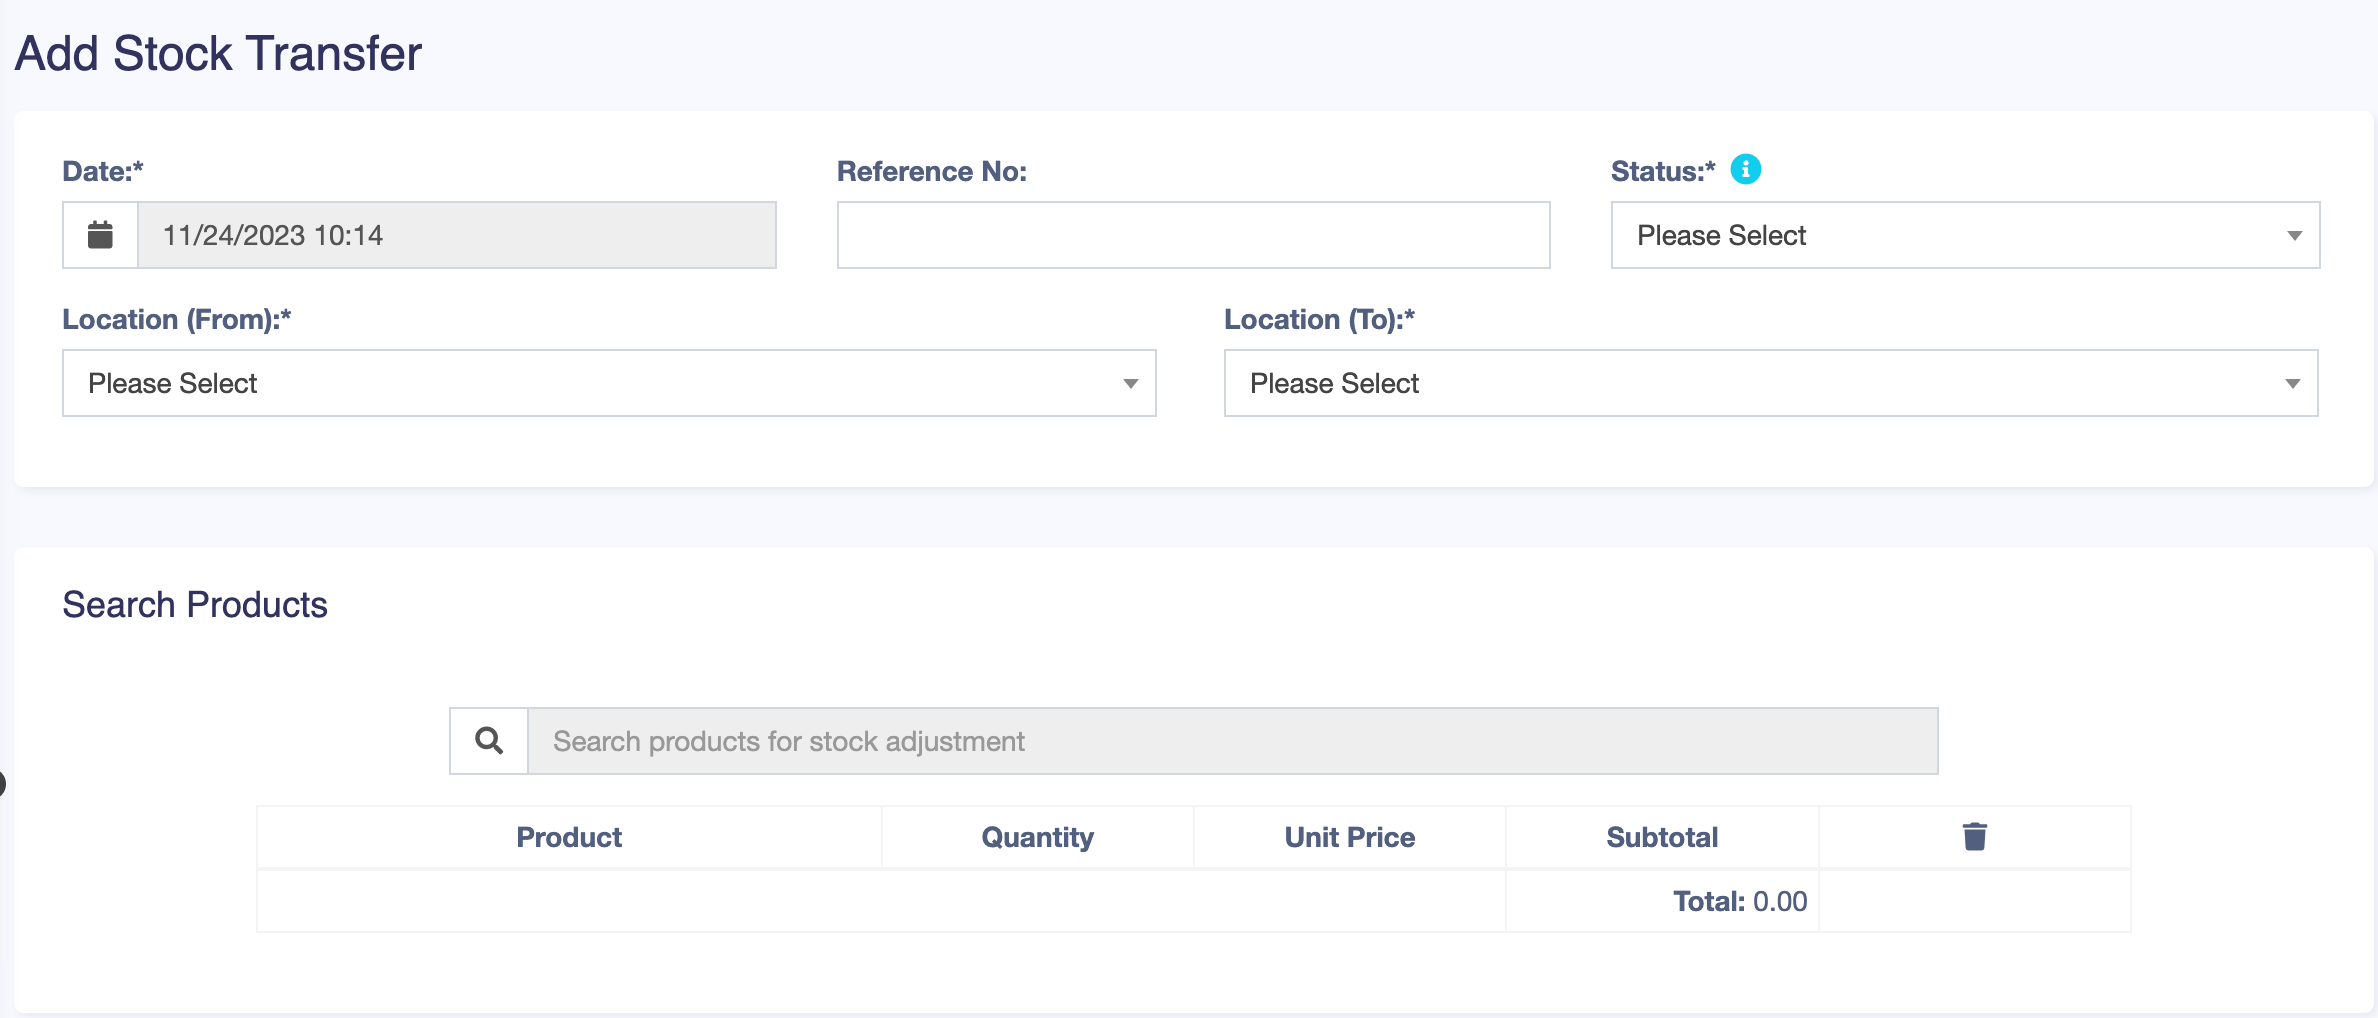 Add Stock Transfer
Date:* Reference No: Status:*
11/24/2023 10:14 Please Select
Location (From):* Location (To):*
Please Select Please Select
Search Products
Search products for stock adjustment
Product Quantity Unit Price Subtotal
Total: 0.00